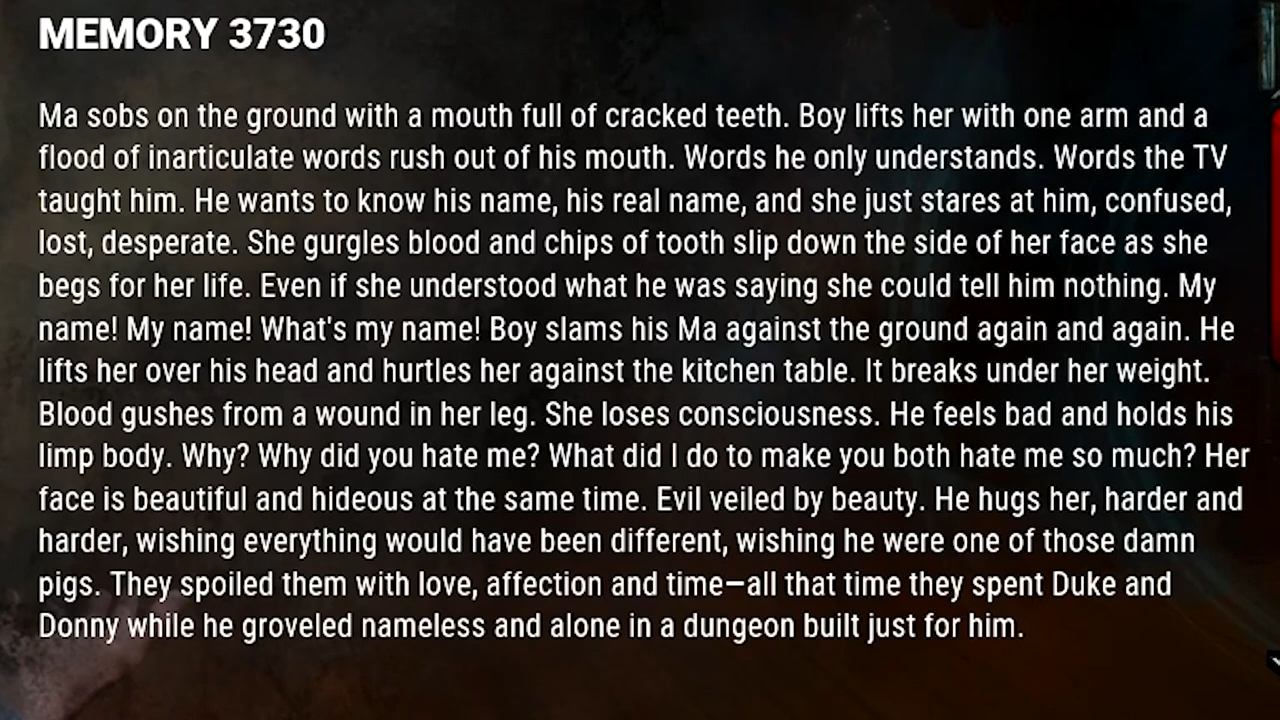 MEMORY 3730
Ma sobs on the ground with a mouth full of cracked teeth. Boy lifts her with one arm and a
flood of inarticulate words rush out of his mouth. Words he only understands. Words the TV
taught him. He wants to know his name, his real name, and she just stares at him, confused,
lost, desperate. She gurgles blood and chips of tooth slip down the side of her face as she
begs for her life. Even if she understood what he was saying she could tell him nothing. My
name! My name! What's my name! Boy slams his Ma against the ground again and again. He
lifts her over his head and hurtles her against the kitchen table. It breaks under her weight.
Blood gushes from a wound in her leg. She loses consciousness. He feels bad and holds his
limp body. Why? Why did you hate me? What did I do to make you both hate me so much? Her
face is beautiful and hideous at the same time. Evil veiled by beauty. He hugs her, harder and
harder, wishing everything would have been different, wishing he were one of those damn
pigs. They spoiled them with love, affection and time—all that time they spent Duke and
Donny while he groveled nameless and alone in a dungeon built just for him.